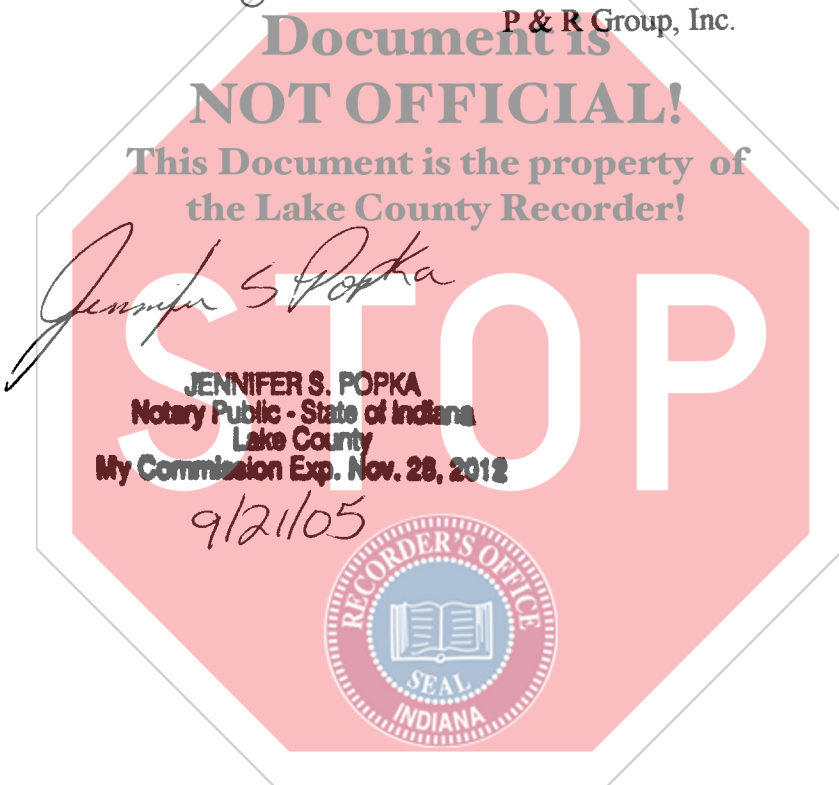 P & R Group, Inc.
Document is
NOT OFFICIAL!
This Document is the property of
the Lake County Recorder!
Jennifer S Popka
STOP
JENNIFER S. POPKA
Notary Public - State of Indiana
Lake County
My Commission Exp. Nov. 28, 2012
9/21/05
RECORDER'S OFFICE
SEAL
INDIANA